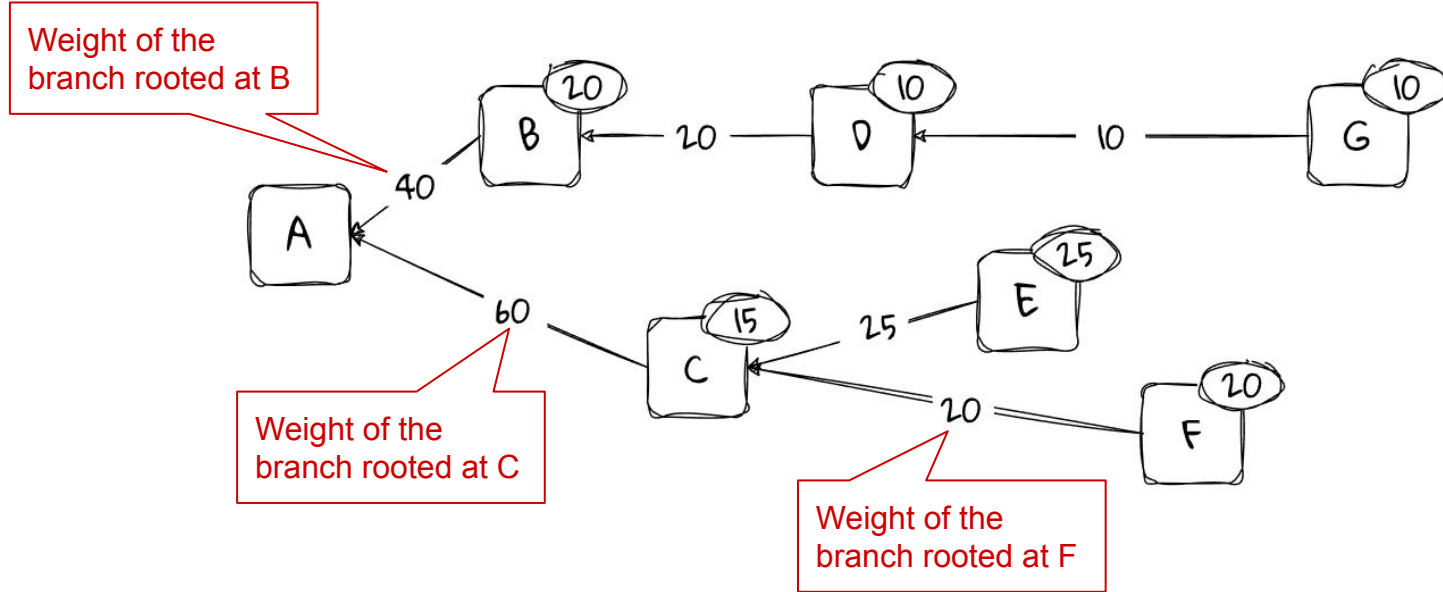 Weight of the
branch rooted at B
20
B
20
10
D
10
10
G
40
A
60
15
C
25
25
E
20
20
F
Weight of the
branch rooted at C
Weight of the
branch rooted at F